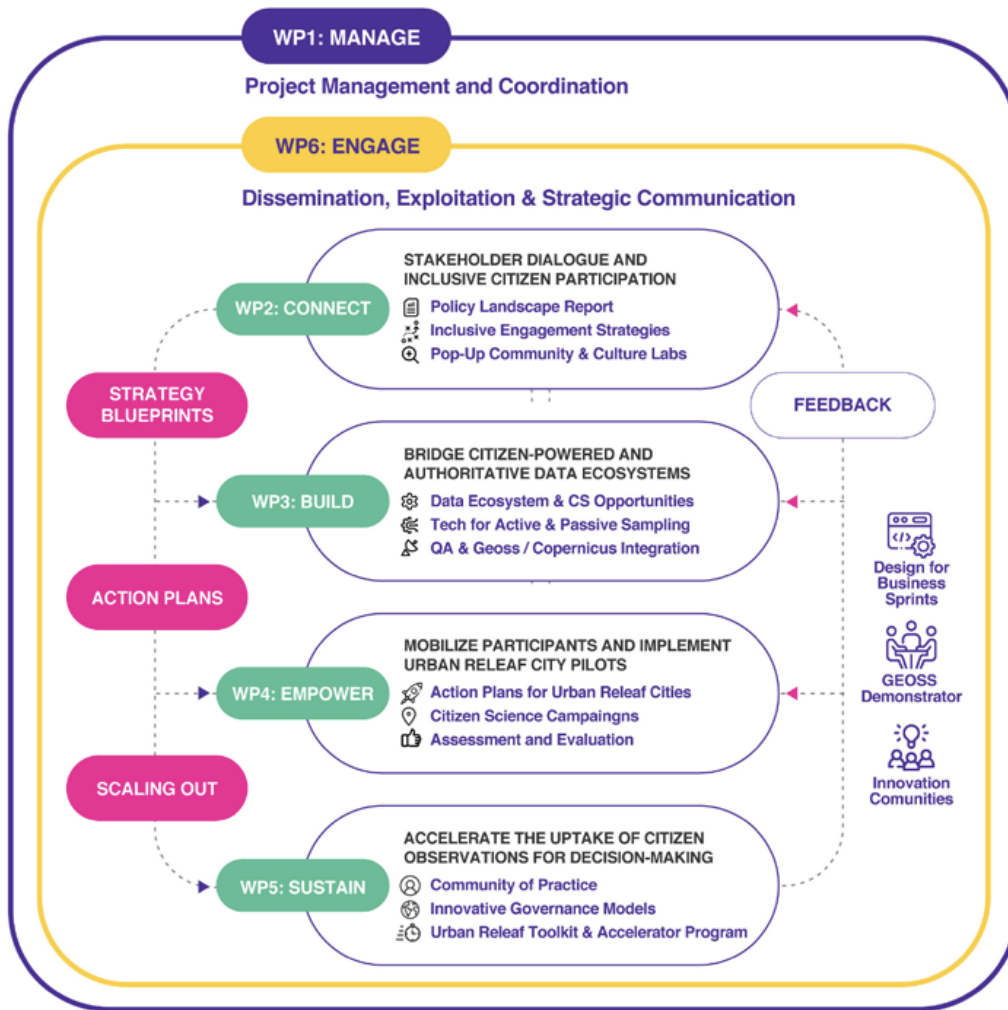 WP1: MANAGE
Project Management and Coordination
WP6: ENGAGE
Dissemination, Exploitation & Strategic Communication
WP2: CONNECT
STAKEHOLDER DIALOGUE AND
INCLUSIVE CITIZEN PARTICIPATION
Policy Landscape Report
Inclusive Engagement Strategies
Pop-Up Community & Culture Labs
STRATEGY
BLUEPRINTS
FEEDBACK
WP3: BUILD
BRIDGE CITIZEN-POWERED AND
AUTHORITATIVE DATA ECOSYSTEMS
Data Ecosystem & CS Opportunities
Tech for Active & Passive Sampling
QA & Geoss / Copernicus Integration
ACTION PLANS
Design for
Business
Sprints
WP4: EMPOWER
MOBILIZE PARTICIPANTS AND IMPLEMENT
URBAN RELEAF CITY PILOTS
Action Plans for Urban Releaf Cities
Citizen Science Campaingns
Assessment and Evaluation
GEOSS
Demonstrator
SCALING OUT
Innovation
Comunities
WP5: SUSTAIN
ACCELERATE THE UPTAKE OF CITIZEN
OBSERVATIONS FOR DECISION-MAKING
Community of Practice
Innovative Governance Models
Urban Releaf Toolkit & Accelerator Program